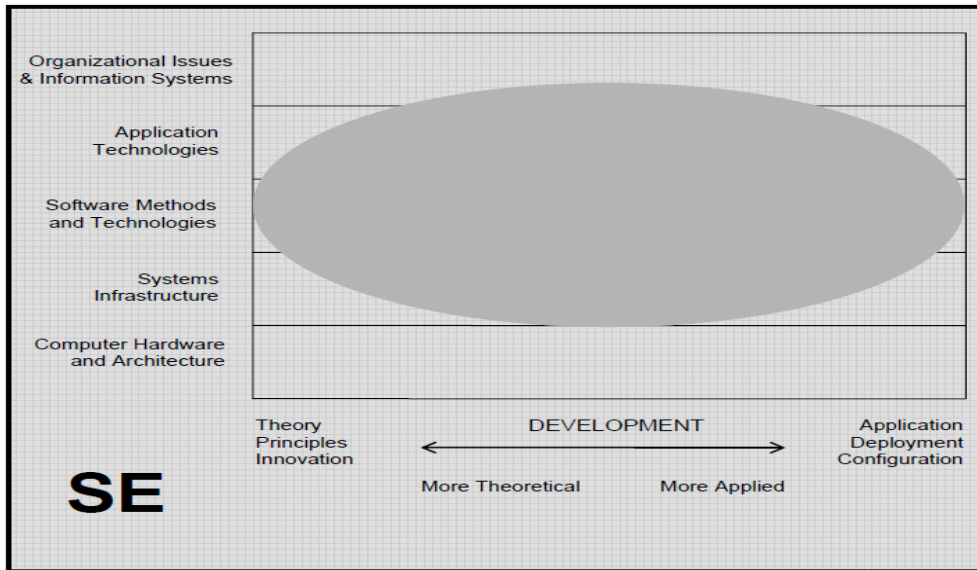 Organizational Issues
& Information Systems
Application
Technologies
Software Methods
and Technologies
Systems
Infrastructure
Computer Hardware
and Architecture
Theory
Principles
Innovation
DEVELOPMENT
More Theoretical
More Applied
Application
Deployment
Configuration
SE